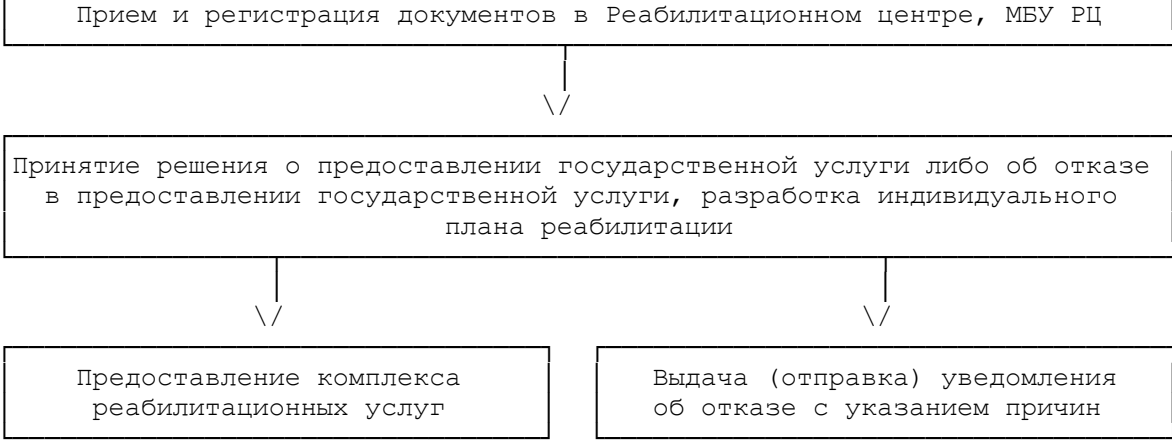 Прием и регистрация документов в Реабилитационном центре, МБУ РЦ
Принятие решения о предоставлении государственной услуги либо об отказе
в предоставлении государственной услуги, разработка индивидуального
плана реабилитации
Предоставление комплекса
реабилитационных услуг
Выдача (отправка) уведомления
об отказе с указанием причин